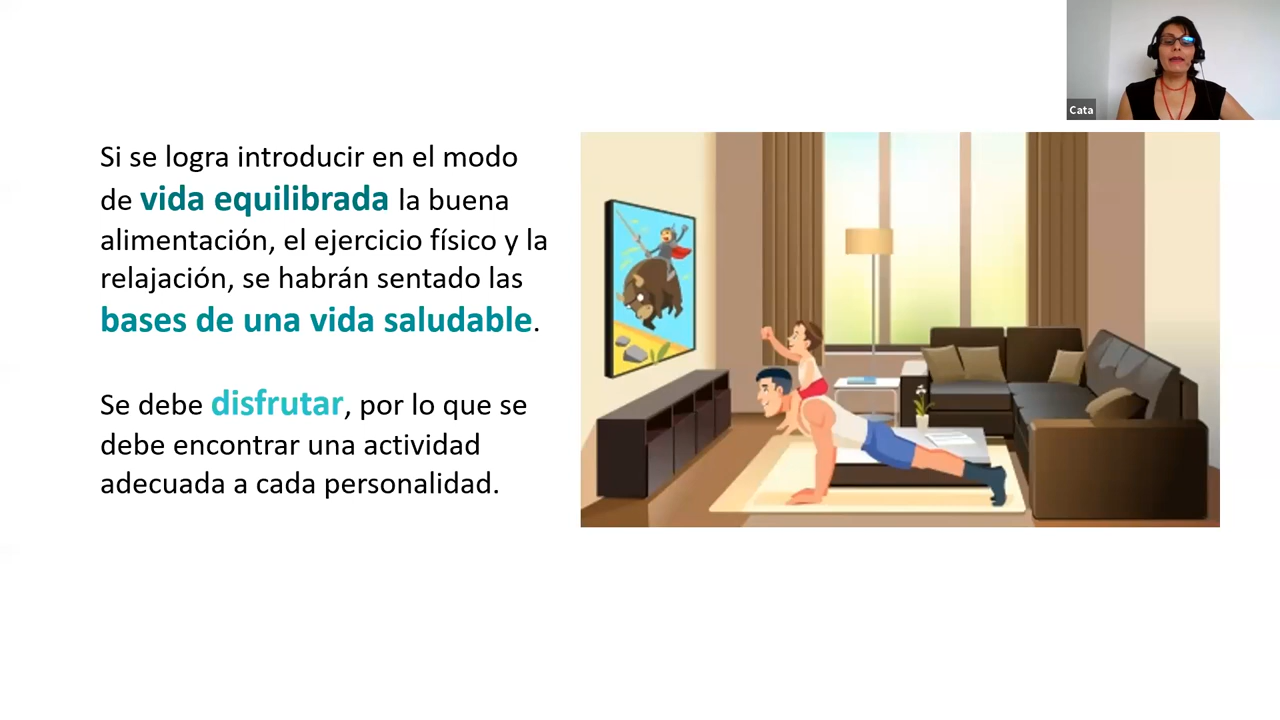 Cata
Si se logra introducir en el modo
de vida equilibrada la buena
alimentación, el ejercicio físico y la
relajación, se habrán sentado las
bases de una vida saludable.
Se debe disfrutar, por lo que se
debe encontrar una actividad
adecuada a cada personalidad.